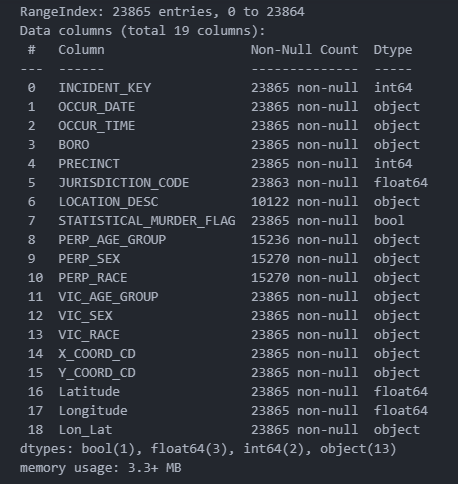 RangeIndex: 23865 entries, 0 to 23864
Data columns (total 19 columns):
 #   Column                   Non-Null Count  Dtype
---  ------                   --------------  -----
 0   INCIDENT_KEY             23865 non-null  int64
 1   OCCUR_DATE               23865 non-null  object
 2   OCCUR_TIME               23865 non-null  object
 3   BORO                     23865 non-null  object
 4   PRECINCT                 23865 non-null  int64
 5   JURISDICTION_CODE        23863 non-null  float64
 6   LOCATION_DESC            10122 non-null  object
 7   STATISTICAL_MURDER_FLAG  23865 non-null  bool
 8   PERP_AGE_GROUP           15236 non-null  object
 9   PERP_SEX                 15270 non-null  object
 10  PERP_RACE                15270 non-null  object
 11  VIC_AGE_GROUP            23865 non-null  object
 12  VIC_SEX                  23865 non-null  object
 13  VIC_RACE                 23865 non-null  object
 14  X_COORD_CD               23865 non-null  object
 15  Y_COORD_CD               23865 non-null  object
 16  Latitude                 23865 non-null  float64
 17  Longitude                23865 non-null  float64
 18  Lon_Lat                  23865 non-null  object
dtypes: bool(1), float64(3), int64(2), object(13)
memory usage: 3.3+ MB